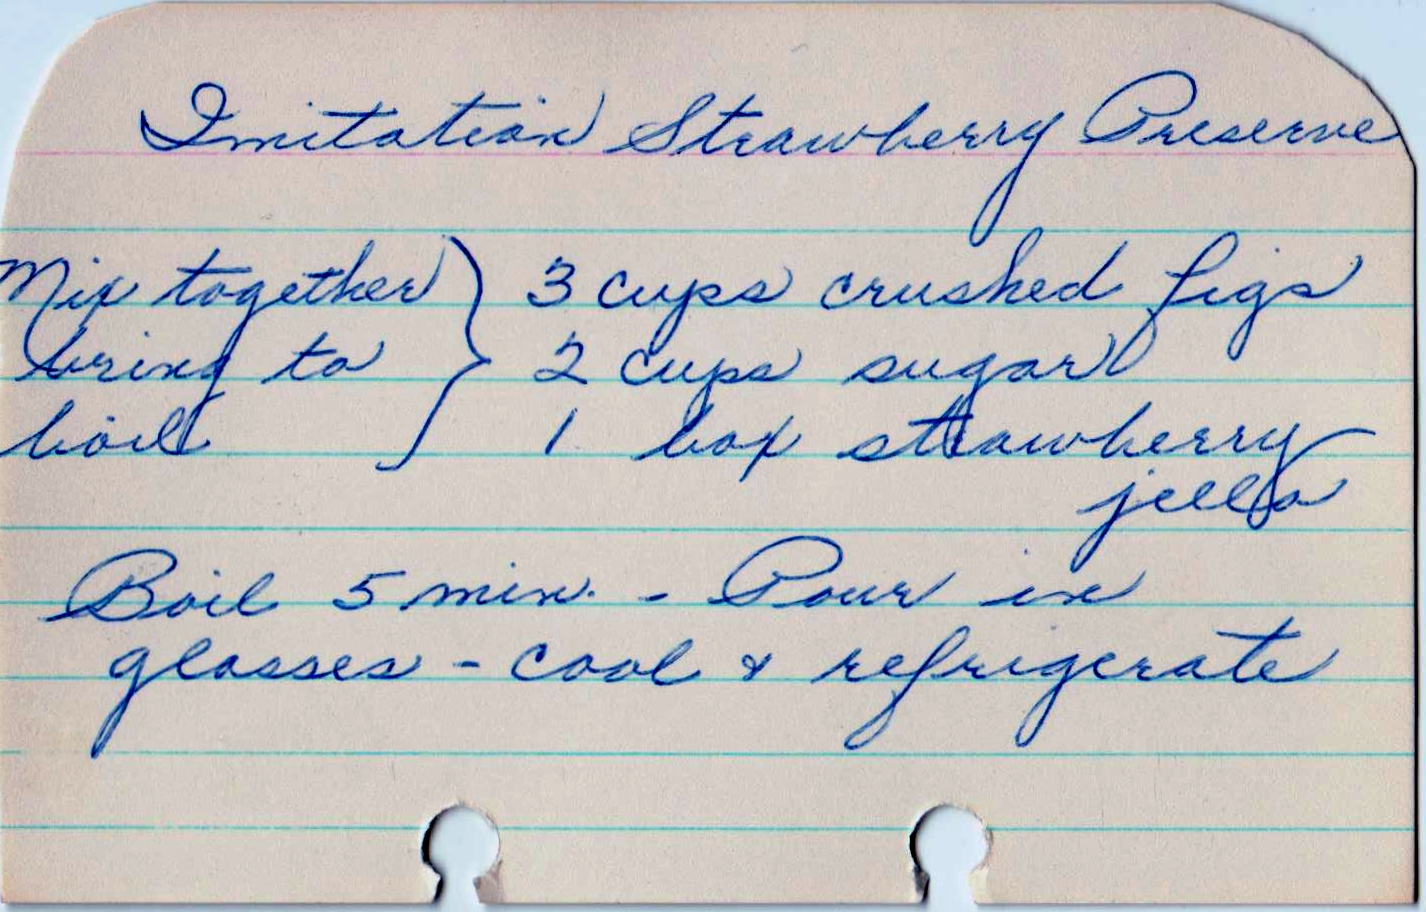 Imitation Strawberry Preserve
Mix together } 3 cups crushed figs
bring to 2 cups sugar
boil 1 box strawberry
jello
Boil 5 min. - Pour in
glasses - cool & refrigerate